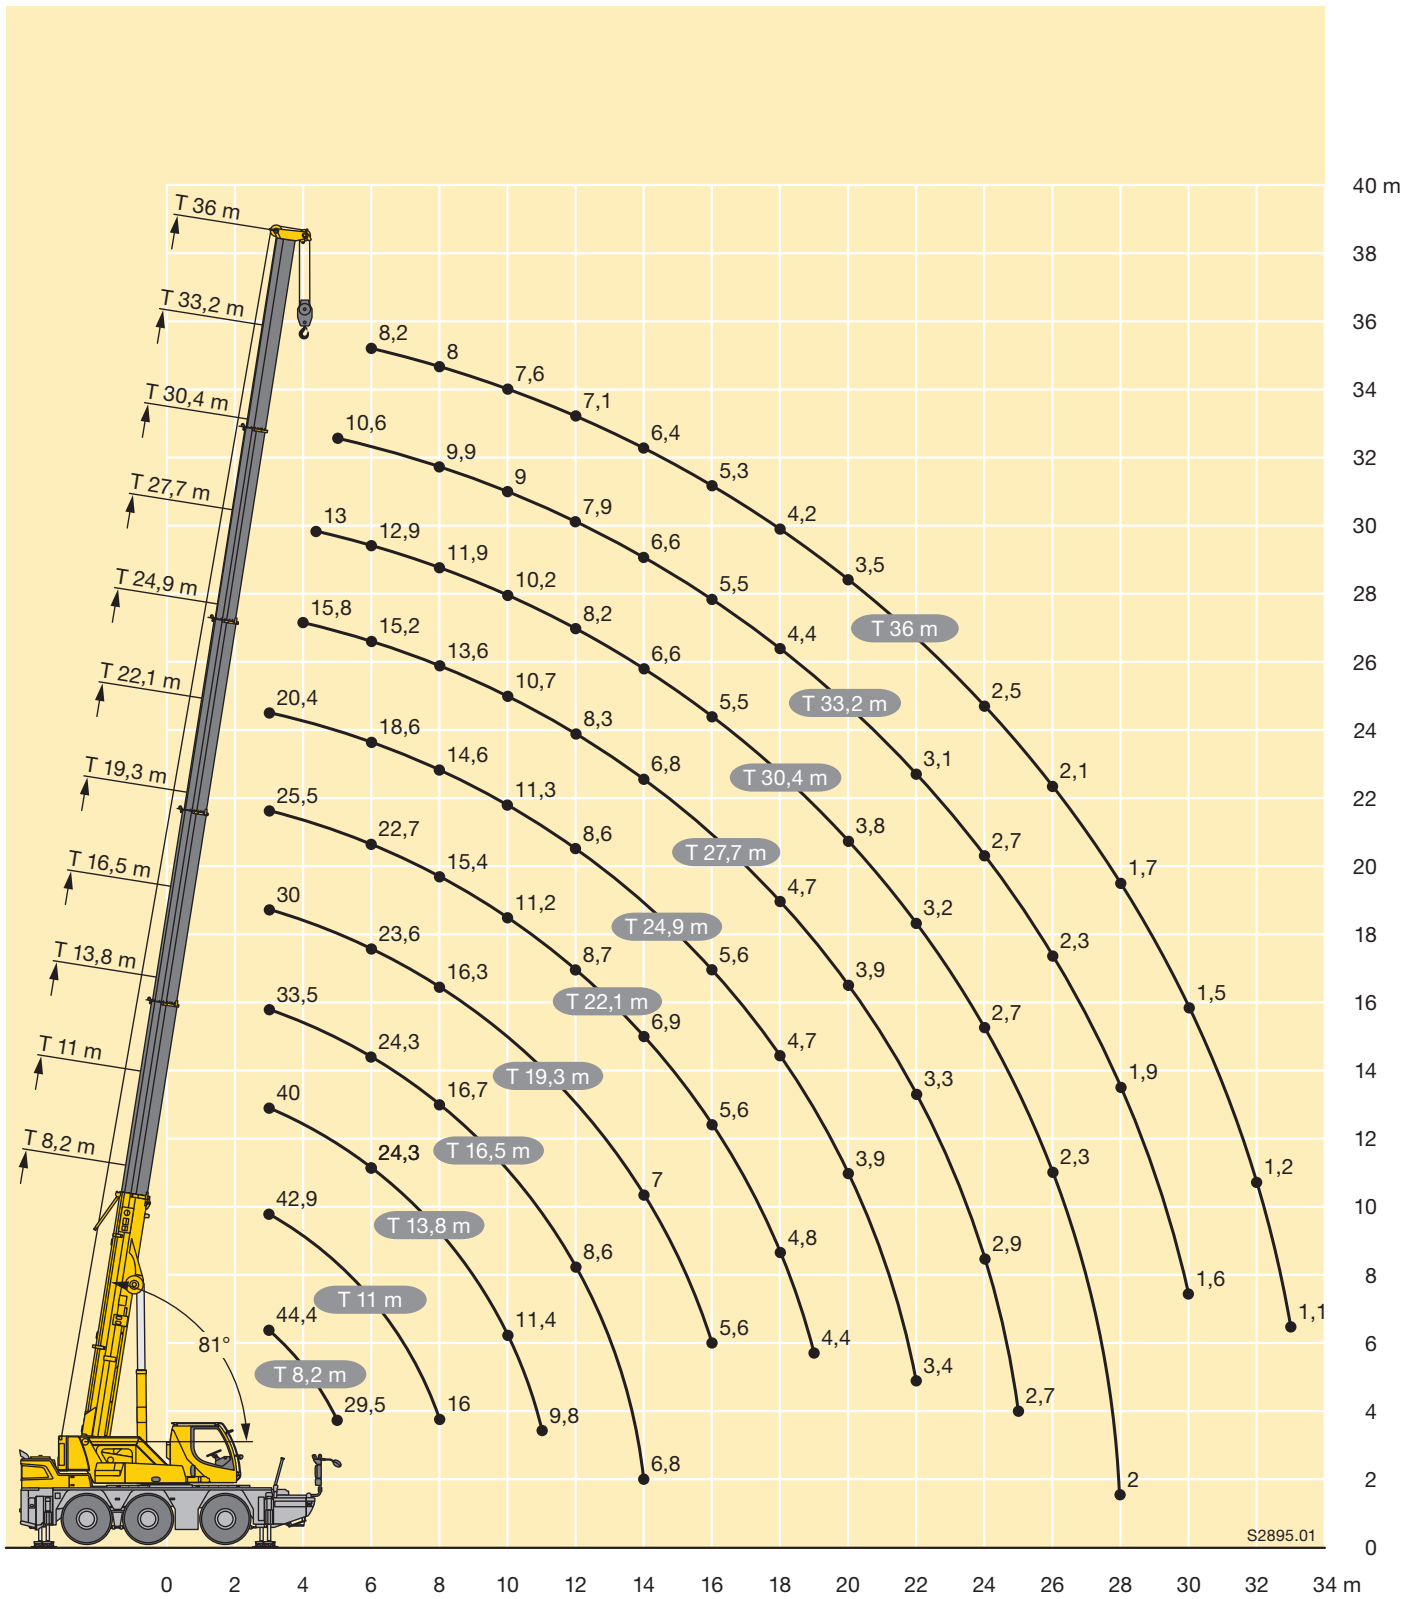 40 m
38
36
34
32
30
28
26
24
22
20
18
16
14
12
10
8
6
4
2
0
T 36 m
T 33,2 m
T 30,4 m
T 27,7 m
T 24,9 m
T 22,1 m
T 19,3 m
T 16,5 m
T 13,8 m
T 11 m
T 8,2 m
81°
8,2 8 7,6 7,1 6,4 5,3 4,2 3,5 T 36 m 2,5 2,1 1,7 1,5 1,2 1,1
10,6 9,9 9 7,9 6,6 5,5 4,4 T 33,2 m 3,1 2,7 2,3 1,9 1,6
13 12,9 11,9 10,2 8,2 6,6 5,5 T 30,4 m 3,8 3,2 2,7 2,3 2
15,8 15,2 13,6 10,7 8,3 6,8 T 27,7 m 4,7 3,9 3,3 2,9 2,7
20,4 18,6 14,6 11,3 8,6 T 24,9 m 5,6 4,7 3,9 3,4
25,5 22,7 15,4 11,2 8,7 T 22,1 m 6,9 5,6 4,8 4,4
30 23,6 16,3 T 19,3 m 7 5,6
33,5 24,3 16,7 T 16,5 m 8,6 6,8
40 24,3 T 13,8 m 11,4 9,8
42,9 T 11 m 16
44,4 T 8,2 m 29,5
S2895.01
0 2 4 6 8 10 12 14 16 18 20 22 24 26 28 30 32 34 m